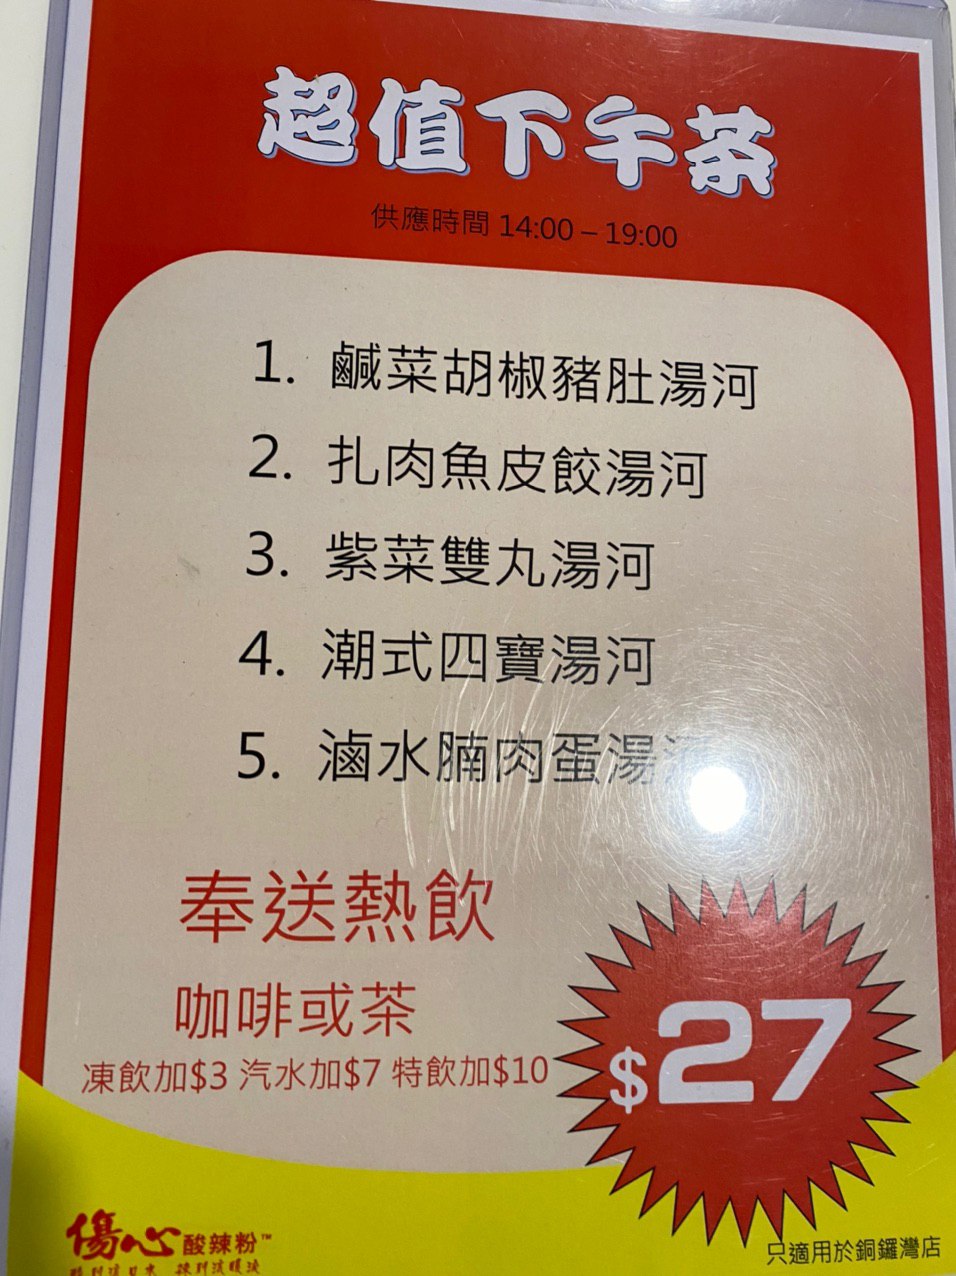 超值下午茶
供應時間 14:00 – 19:00
1. 鹹菜胡椒豬肚湯河
2. 扎肉魚皮餃湯河
3. 紫菜雙丸湯河
4. 潮式四寶湯河
5. 滷水腩肉蛋湯
奉送熱飲
咖啡或茶
凍飲加$3 汽水加$7 特飲加$10
$27
傷心酸辣粉™
只適用於銅鑼灣店